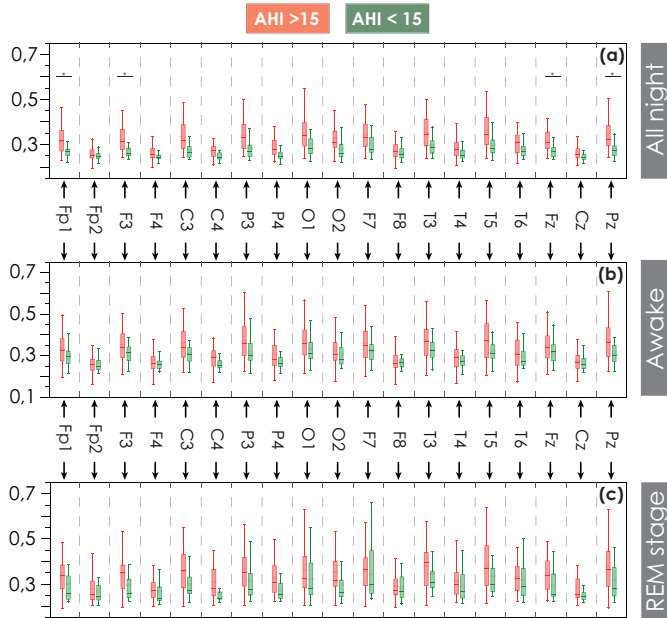 AHI >15 AHI < 15
(a)
0,7
0,5
0,3
* * * *
All night
Fp1 Fp2 F3 F4 C3 C4 P3 P4 O1 O2 F7 F8 T3 T4 T5 T6 Fz Cz Pz
(b)
0,7
0,5
0,3
0,1
Awake
Fp1 Fp2 F3 F4 C3 C4 P3 P4 O1 O2 F7 F8 T3 T4 T5 T6 Fz Cz Pz
(c)
0,7
0,5
0,3
REM stage